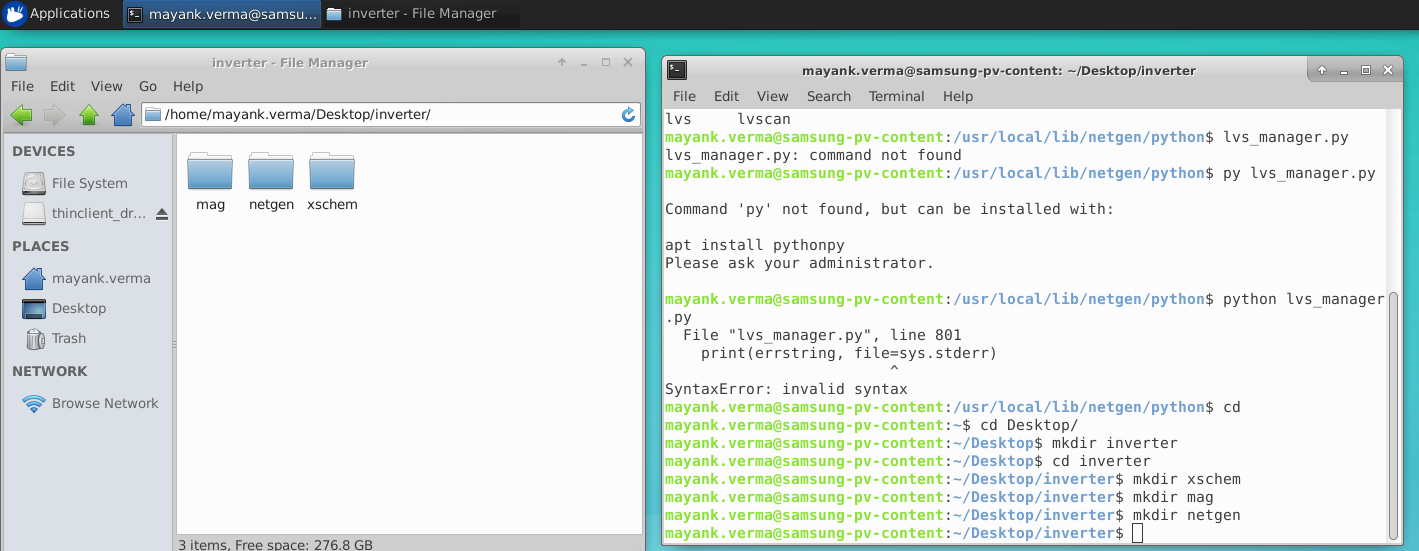 Applications
mayank.verma@samsu...
inverter - File Manager
inverter - File Manager
File Edit View Go Help
/home/mayank.verma/Desktop/inverter/
DEVICES
File System
thinclient_dr...
PLACES
mayank.verma
Desktop
Trash
NETWORK
Browse Network
mag netgen xschem
3 items, Free space: 276.8 GB
mayank.verma@samsung-pv-content: ~/Desktop/inverter
File Edit View Search Terminal Help
lvs     lvscan
mayank.verma@samsung-pv-content:/usr/local/lib/netgen/python$ lvs_manager.py
lvs_manager.py: command not found
mayank.verma@samsung-pv-content:/usr/local/lib/netgen/python$ py lvs_manager.py
Command 'py' not found, but can be installed with:
apt install pythonpy
Please ask your administrator.
mayank.verma@samsung-pv-content:/usr/local/lib/netgen/python$ python lvs_manager
.py
  File "lvs_manager.py", line 801
    print(errstring, file=sys.stderr)
                         ^
SyntaxError: invalid syntax
mayank.verma@samsung-pv-content:/usr/local/lib/netgen/python$ cd
mayank.verma@samsung-pv-content:~$ cd Desktop/
mayank.verma@samsung-pv-content:~/Desktop$ mkdir inverter
mayank.verma@samsung-pv-content:~/Desktop$ cd inverter
mayank.verma@samsung-pv-content:~/Desktop/inverter$ mkdir xschem
mayank.verma@samsung-pv-content:~/Desktop/inverter$ mkdir mag
mayank.verma@samsung-pv-content:~/Desktop/inverter$ mkdir netgen
mayank.verma@samsung-pv-content:~/Desktop/inverter$